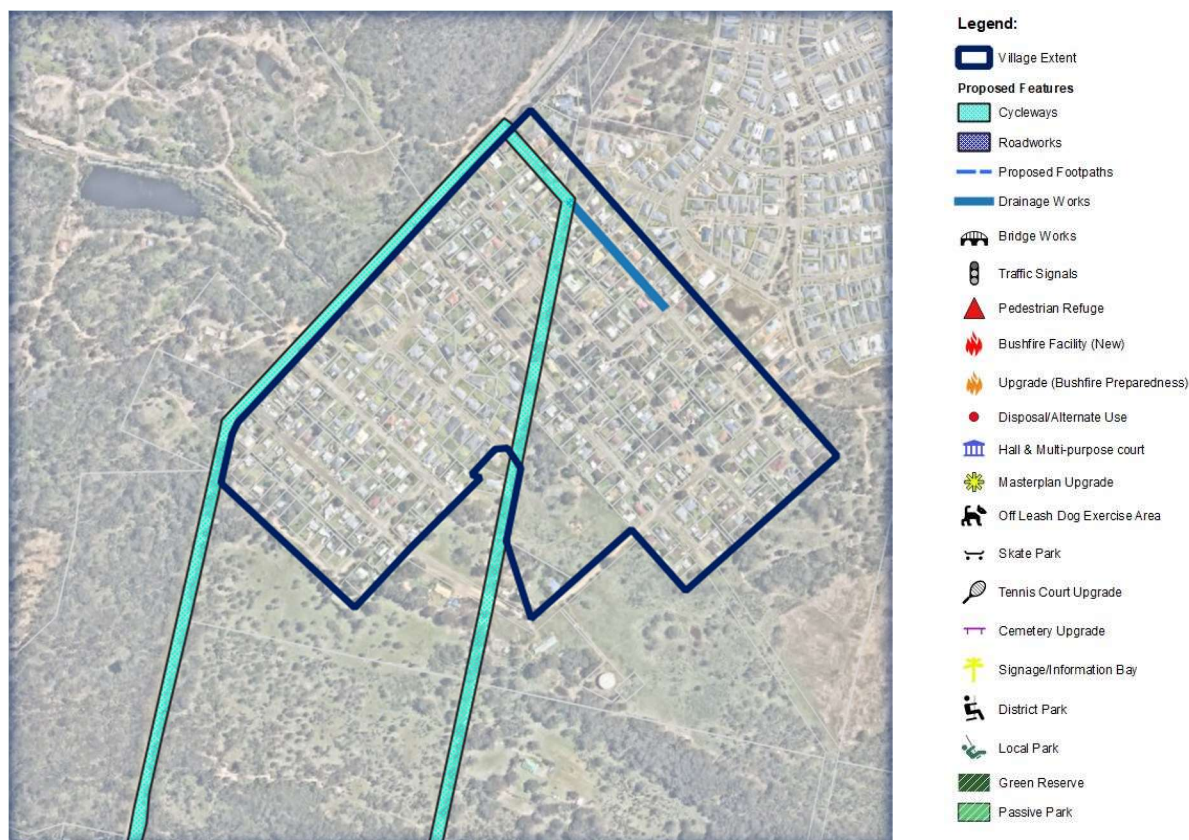 Legend:
Village Extent
Proposed Features
Cycleways
Roadworks
Proposed Footpaths
Drainage Works
Bridge Works
Traffic Signals
Pedestrian Refuge
Bushfire Facility (New)
Upgrade (Bushfire Preparedness)
Disposal/Alternate Use
Hall & Multi-purpose court
Masterplan Upgrade
Off Leash Dog Exercise Area
Skate Park
Tennis Court Upgrade
Cemetery Upgrade
Signage/Information Bay
District Park
Local Park
Green Reserve
Passive Park